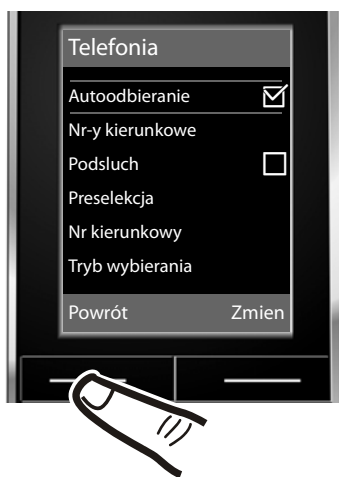 Telefonia
Autoodbieranie
Nr-y kierunkowe
Podsluch
Preselekcja
Nr kierunkowy
Tryb wybierania
Powrót Zmien